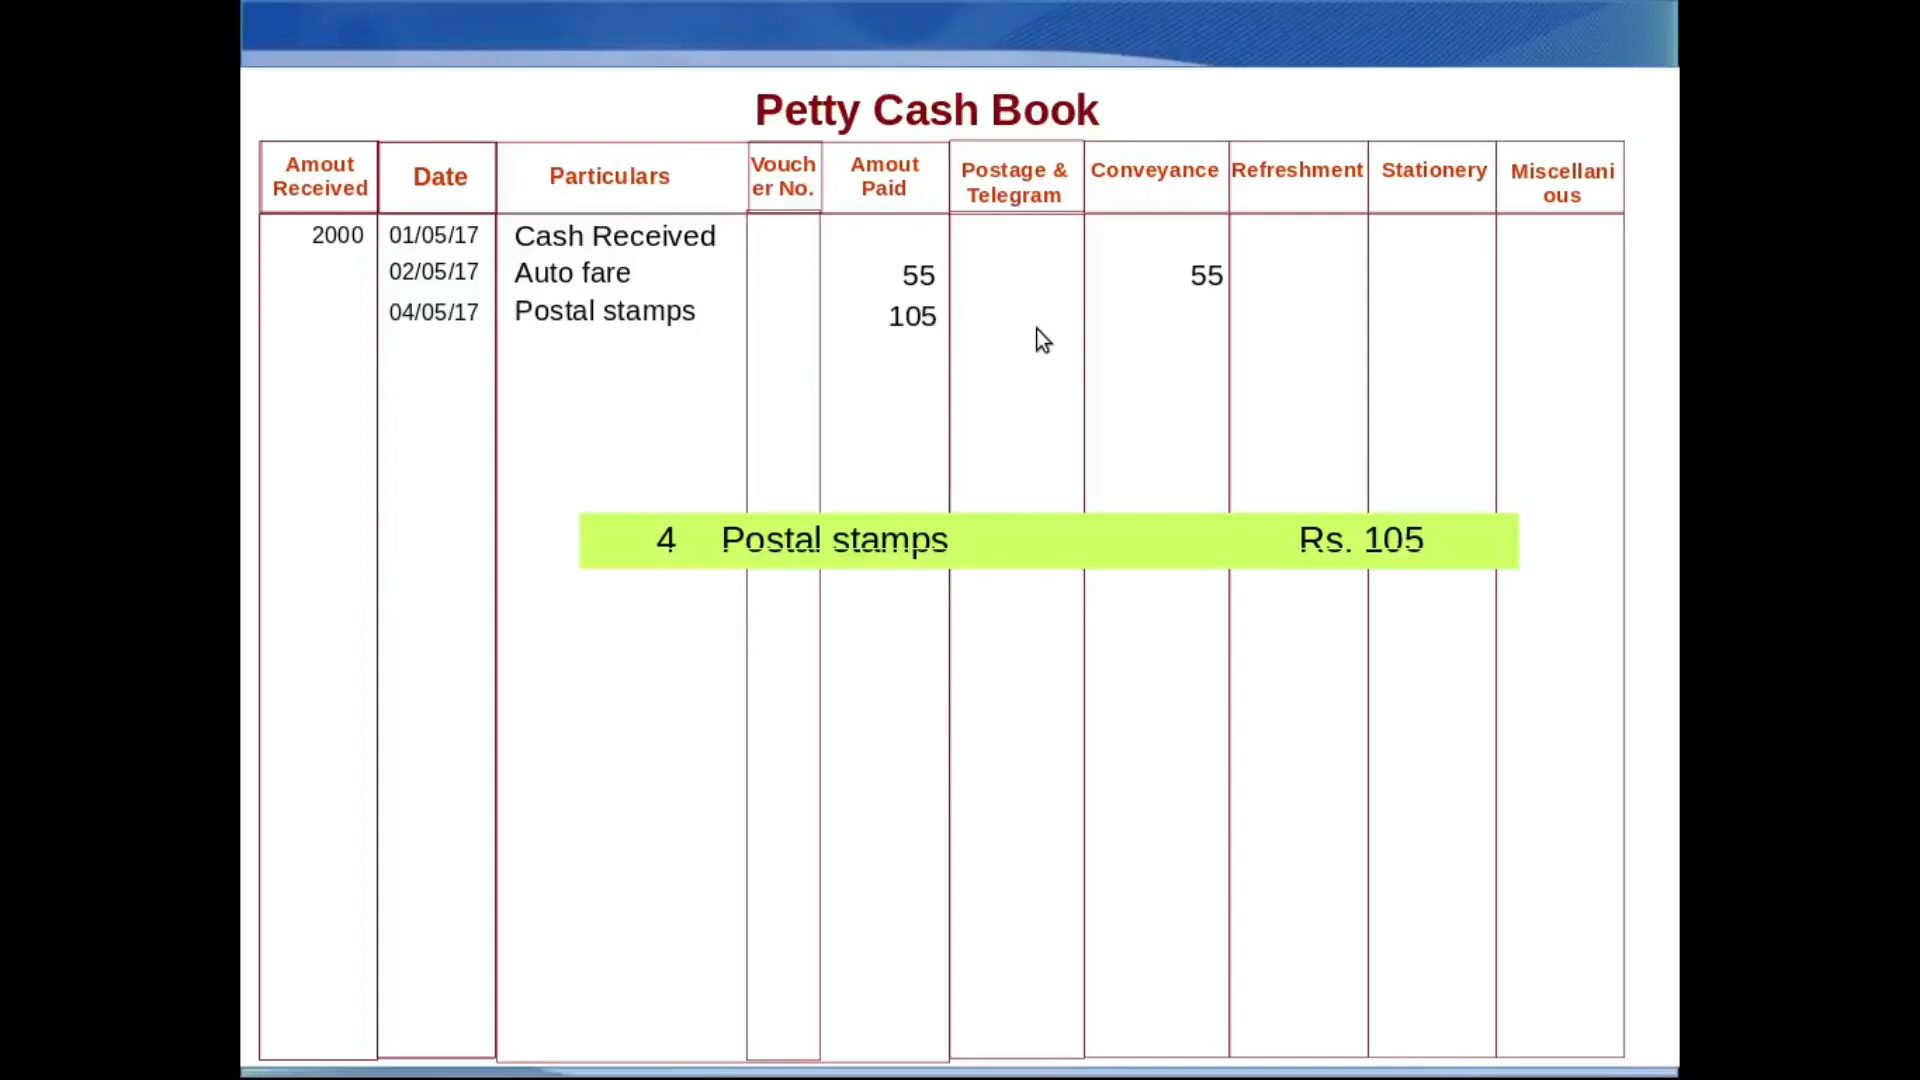 Petty Cash Book
Amout Received
Date
Particulars
Vouch
er No.
Amout
Paid
Postage &
Telegram
Conveyance
Refreshment
Stationery
Miscellani
ous
2000 01/05/17 Cash Received
02/05/17 Auto fare 55 55
04/05/17 Postal stamps 105
4 Postal stamps Rs. 105